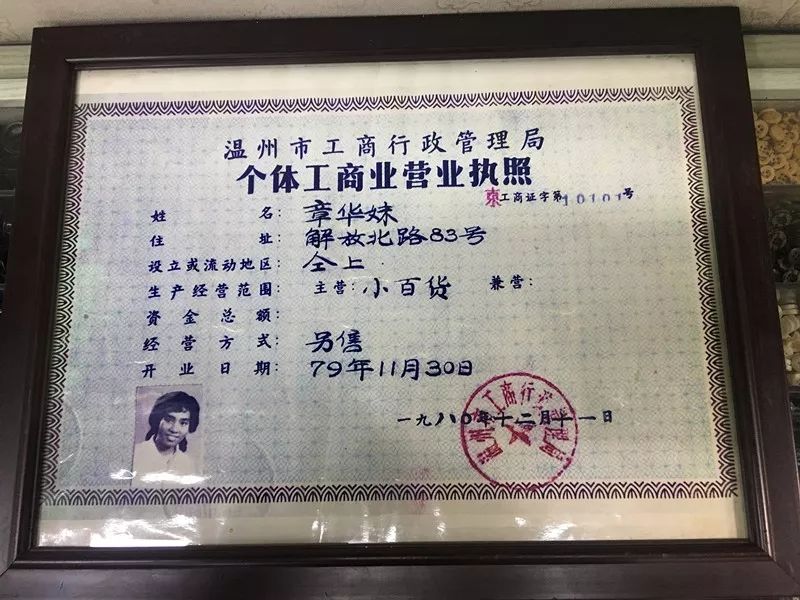 温州市工商行政管理局
个体工商业营业执照
東工商证字第10101号
姓名：章华妹
住址：解放北路83号
设立或流动地区：仝上
生产经营范围：主营：小百货 兼营：
资金总额：
经营方式：另售
开业日期：79年11月30日
一九八〇年十二月十一日